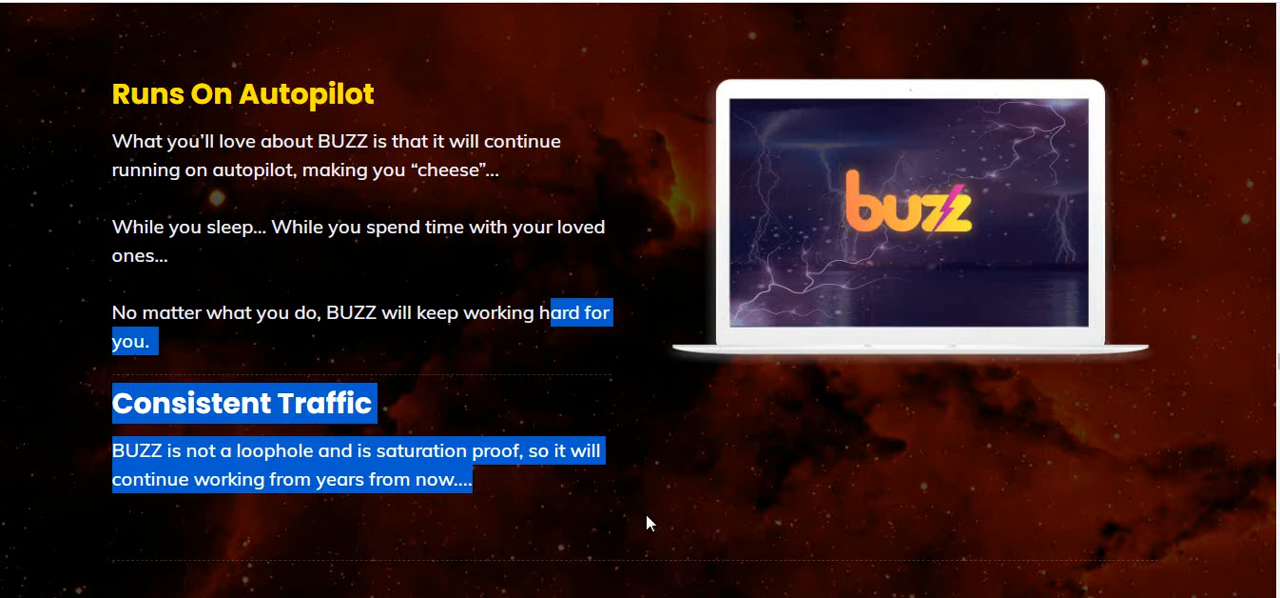 Runs On Autopilot
What you’ll love about BUZZ is that it will continue
running on autopilot, making you “cheese”...
While you sleep... While you spend time with your loved
ones...
No matter what you do, BUZZ will keep working hard for
you.
Consistent Traffic
BUZZ is not a loophole and is saturation proof, so it will
continue working from years from now....
buzz